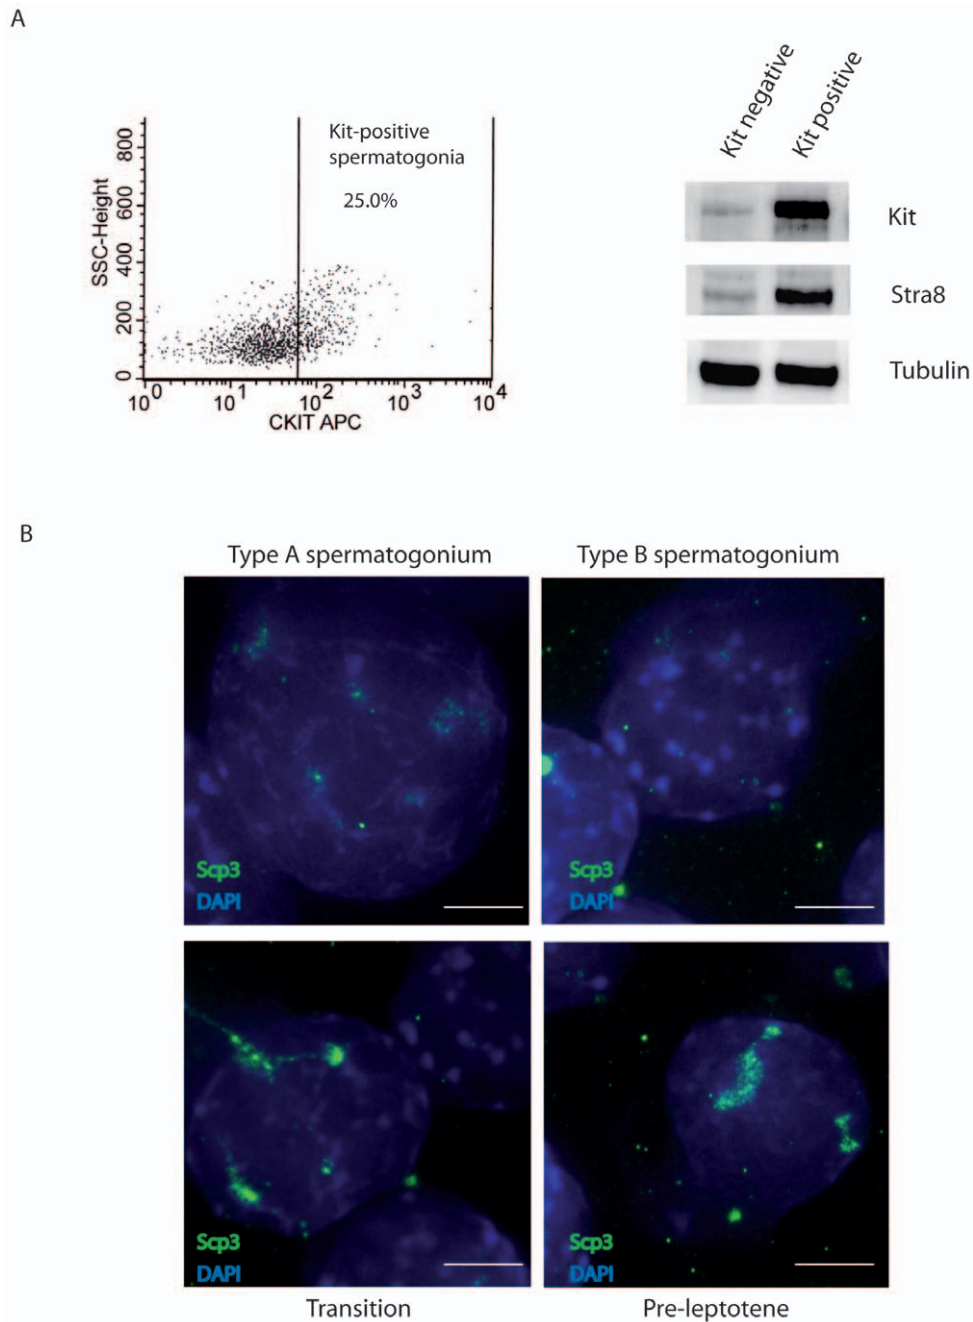 A
Kit-positive
spermatogonia
25.0%
SSC-Height
800
600
400
200
0
10^0 10^1 10^2 10^3 10^4
CKIT APC
Kit negative
Kit positive
Kit
Stra8
Tubulin
B
Type A spermatogonium
Type B spermatogonium
Scp3
DAPI
Scp3
DAPI
Scp3
DAPI
Scp3
DAPI
Transition
Pre-leptotene